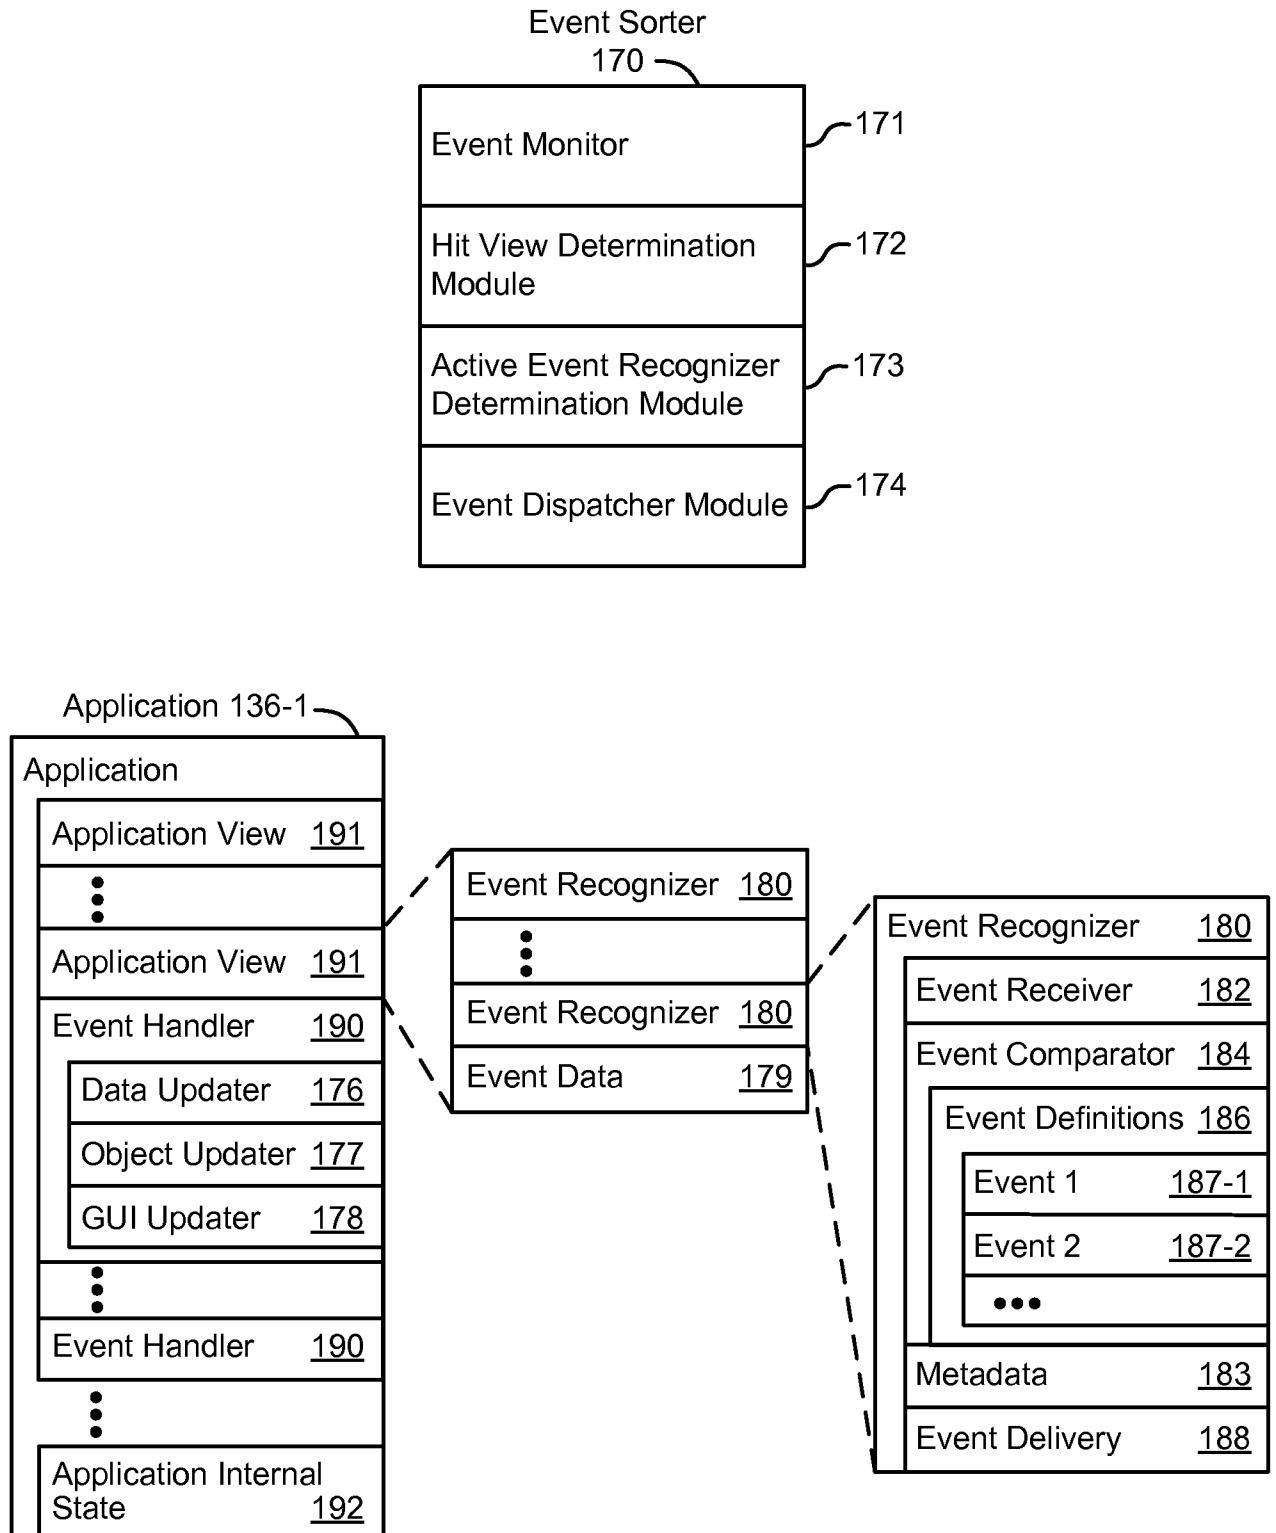 Event Sorter
170
Event Monitor
171
Hit View Determination
Module
172
Active Event Recognizer
Determination Module
173
Event Dispatcher Module
174
Application 136-1
Application
Application View 191
Application View 191
Event Handler 190
Data Updater 176
Object Updater 177
GUI Updater 178
Event Handler 190
Application Internal
State 192
Event Recognizer 180
Event Recognizer 180
Event Data 179
Event Recognizer 180
Event Receiver 182
Event Comparator 184
Event Definitions 186
Event 1 187-1
Event 2 187-2
Metadata 183
Event Delivery 188